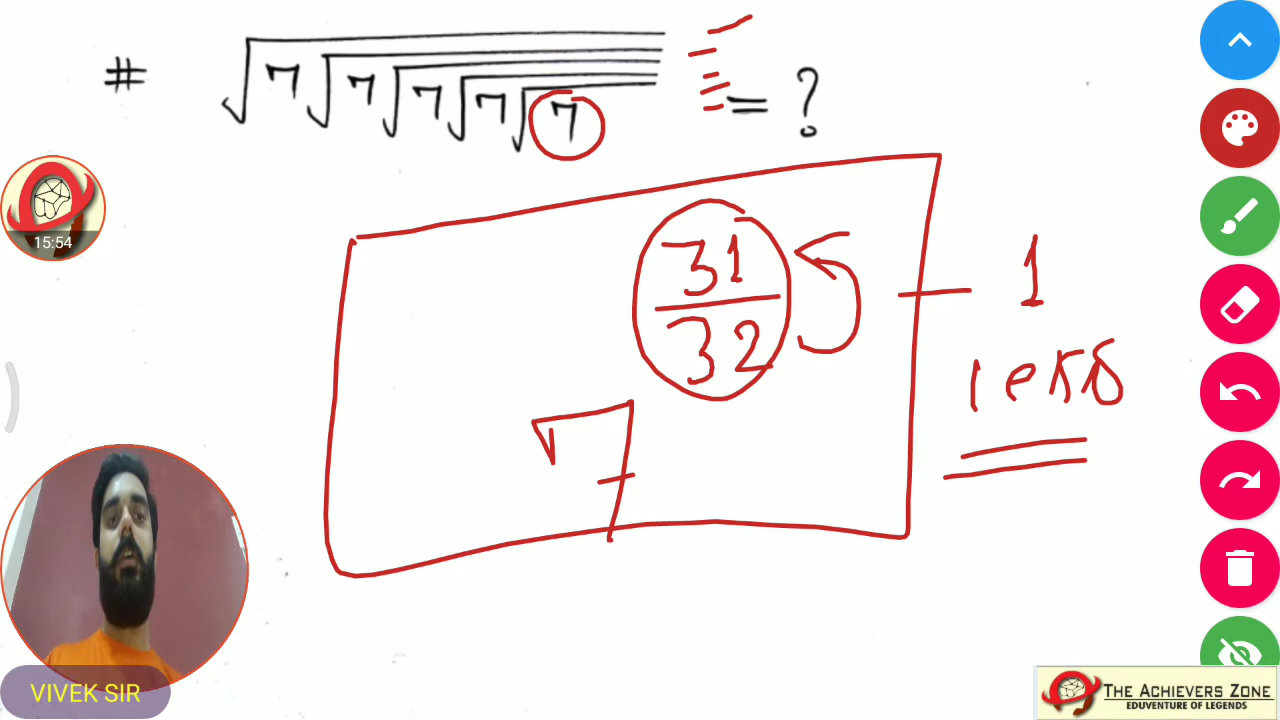 # √7√7√7√7√7 = ?
15:54
31
32
7
1
less
VIVEK SIR
THE ACHIEVERS ZONE
EDUVENTURE OF LEGENDS